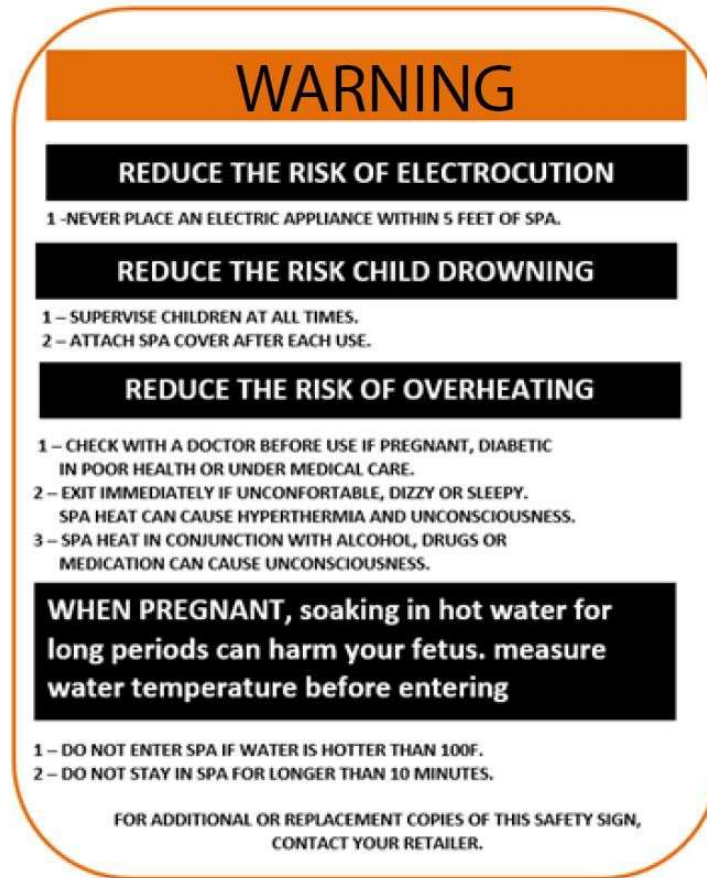 WARNING
REDUCE THE RISK OF ELECTROCUTION
1 -NEVER PLACE AN ELECTRIC APPLIANCE WITHIN 5 FEET OF SPA.
REDUCE THE RISK CHILD DROWNING
1 – SUPERVISE CHILDREN AT ALL TIMES.
2 – ATTACH SPA COVER AFTER EACH USE.
REDUCE THE RISK OF OVERHEATING
1 – CHECK WITH A DOCTOR BEFORE USE IF PREGNANT, DIABETIC
IN POOR HEALTH OR UNDER MEDICAL CARE.
2 – EXIT IMMEDIATELY IF UNCONFORTABLE, DIZZY OR SLEEPY.
SPA HEAT CAN CAUSE HYPERTHERMIA AND UNCONSCIOUSNESS.
3 – SPA HEAT IN CONJUNCTION WITH ALCOHOL, DRUGS OR
MEDICATION CAN CAUSE UNCONSCIOUSNESS.
WHEN PREGNANT, soaking in hot water for
long periods can harm your fetus. measure
water temperature before entering
1 – DO NOT ENTER SPA IF WATER IS HOTTER THAN 100F.
2 – DO NOT STAY IN SPA FOR LONGER THAN 10 MINUTES.
FOR ADDITIONAL OR REPLACEMENT COPIES OF THIS SAFETY SIGN,
CONTACT YOUR RETAILER.